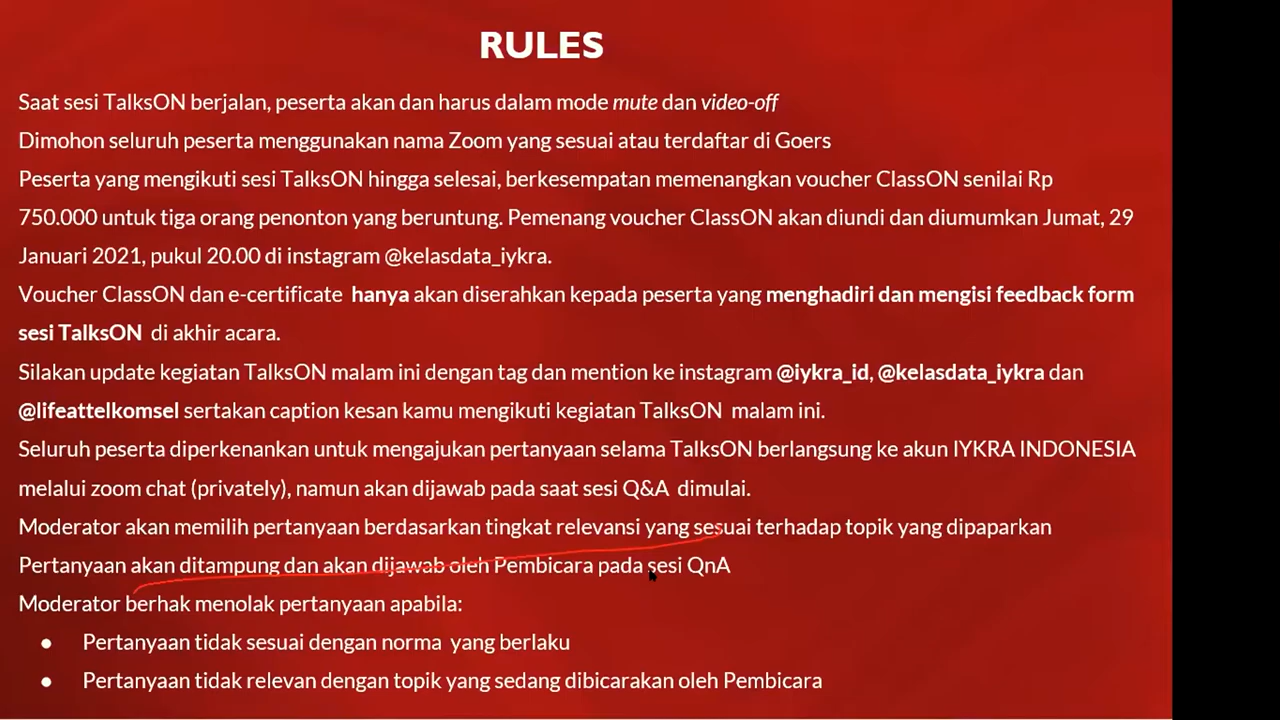 RULES
Saat sesi TalksON berjalan, peserta akan dan harus dalam mode mute dan video-off
Dimohon seluruh peserta menggunakan nama Zoom yang sesuai atau terdaftar di Goers
Peserta yang mengikuti sesi TalksON hingga selesai, berkesempatan memenangkan voucher ClassON senilai Rp
750.000 untuk tiga orang penonton yang beruntung. Pemenang voucher ClassON akan diundi dan diumumkan Jumat, 29
Januari 2021, pukul 20.00 di instagram @kelasdata_iykra.
Voucher ClassON dan e-certificate hanya akan diserahkan kepada peserta yang menghadiri dan mengisi feedback form
sesi TalksON di akhir acara.
Silakan update kegiatan TalksON malam ini dengan tag dan mention ke instagram @iykra_id, @kelasdata_iykra dan
@lifeattelkomsel sertakan caption kesan kamu mengikuti kegiatan TalksON malam ini.
Seluruh peserta diperkenankan untuk mengajukan pertanyaan selama TalksON berlangsung ke akun IYKRA INDONESIA
melalui zoom chat (privately), namun akan dijawab pada saat sesi Q&A dimulai.
Moderator akan memilih pertanyaan berdasarkan tingkat relevansi yang sesuai terhadap topik yang dipaparkan
Pertanyaan akan ditampung dan akan dijawab oleh Pembicara pada sesi QnA
Moderator berhak menolak pertanyaan apabila:
● Pertanyaan tidak sesuai dengan norma yang berlaku
● Pertanyaan tidak relevan dengan topik yang sedang dibicarakan oleh Pembicara